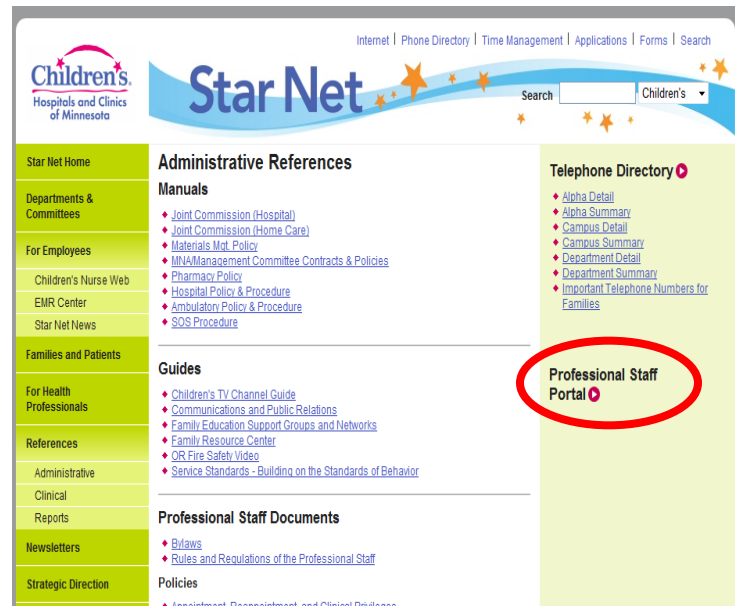 Internet | Phone Directory | Time Management | Applications | Forms | Search
Children's.
Hospitals and Clinics
of Minnesota
Star Net
Search
Children's
Star Net Home
Departments &
Committees
For Employees
Children's Nurse Web
EMR Center
Star Net News
Families and Patients
For Health
Professionals
References
Administrative
Clinical
Reports
Newsletters
Strategic Direction
Administrative References
Manuals
Joint Commission (Hospital)
Joint Commission (Home Care)
Materials Mgt. Policy
MNA/Management Committee Contracts & Policies
Pharmacy Policy
Hospital Policy & Procedure
Ambulatory Policy & Procedure
SOS Procedure
Guides
Children's TV Channel Guide
Communications and Public Relations
Family Education Support Groups and Networks
Family Resource Center
OR Fire Safety Video
Service Standards - Building on the Standards of Behavior
Professional Staff Documents
Bylaws
Rules and Regulations of the Professional Staff
Policies
Appointment, Reappointment, and Clinical Privileges
Telephone Directory
Alpha Detail
Alpha Summary
Campus Detail
Campus Summary
Department Detail
Department Summary
Important Telephone Numbers for
Families
Professional Staff
Portal